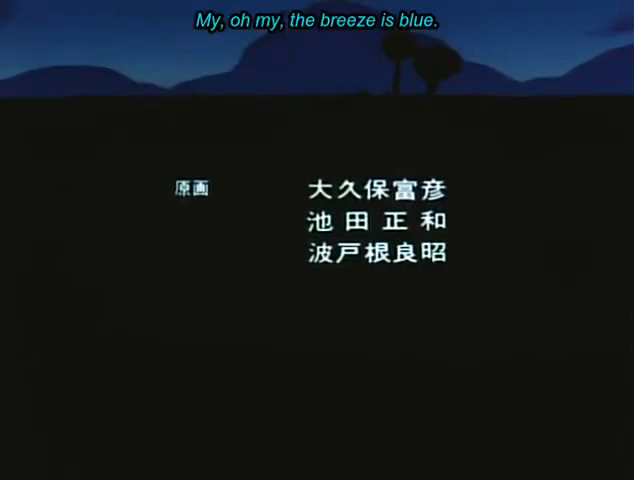 My, oh my, the breeze is blue.
原画 大久保富彦
池田正和
波戸根良昭